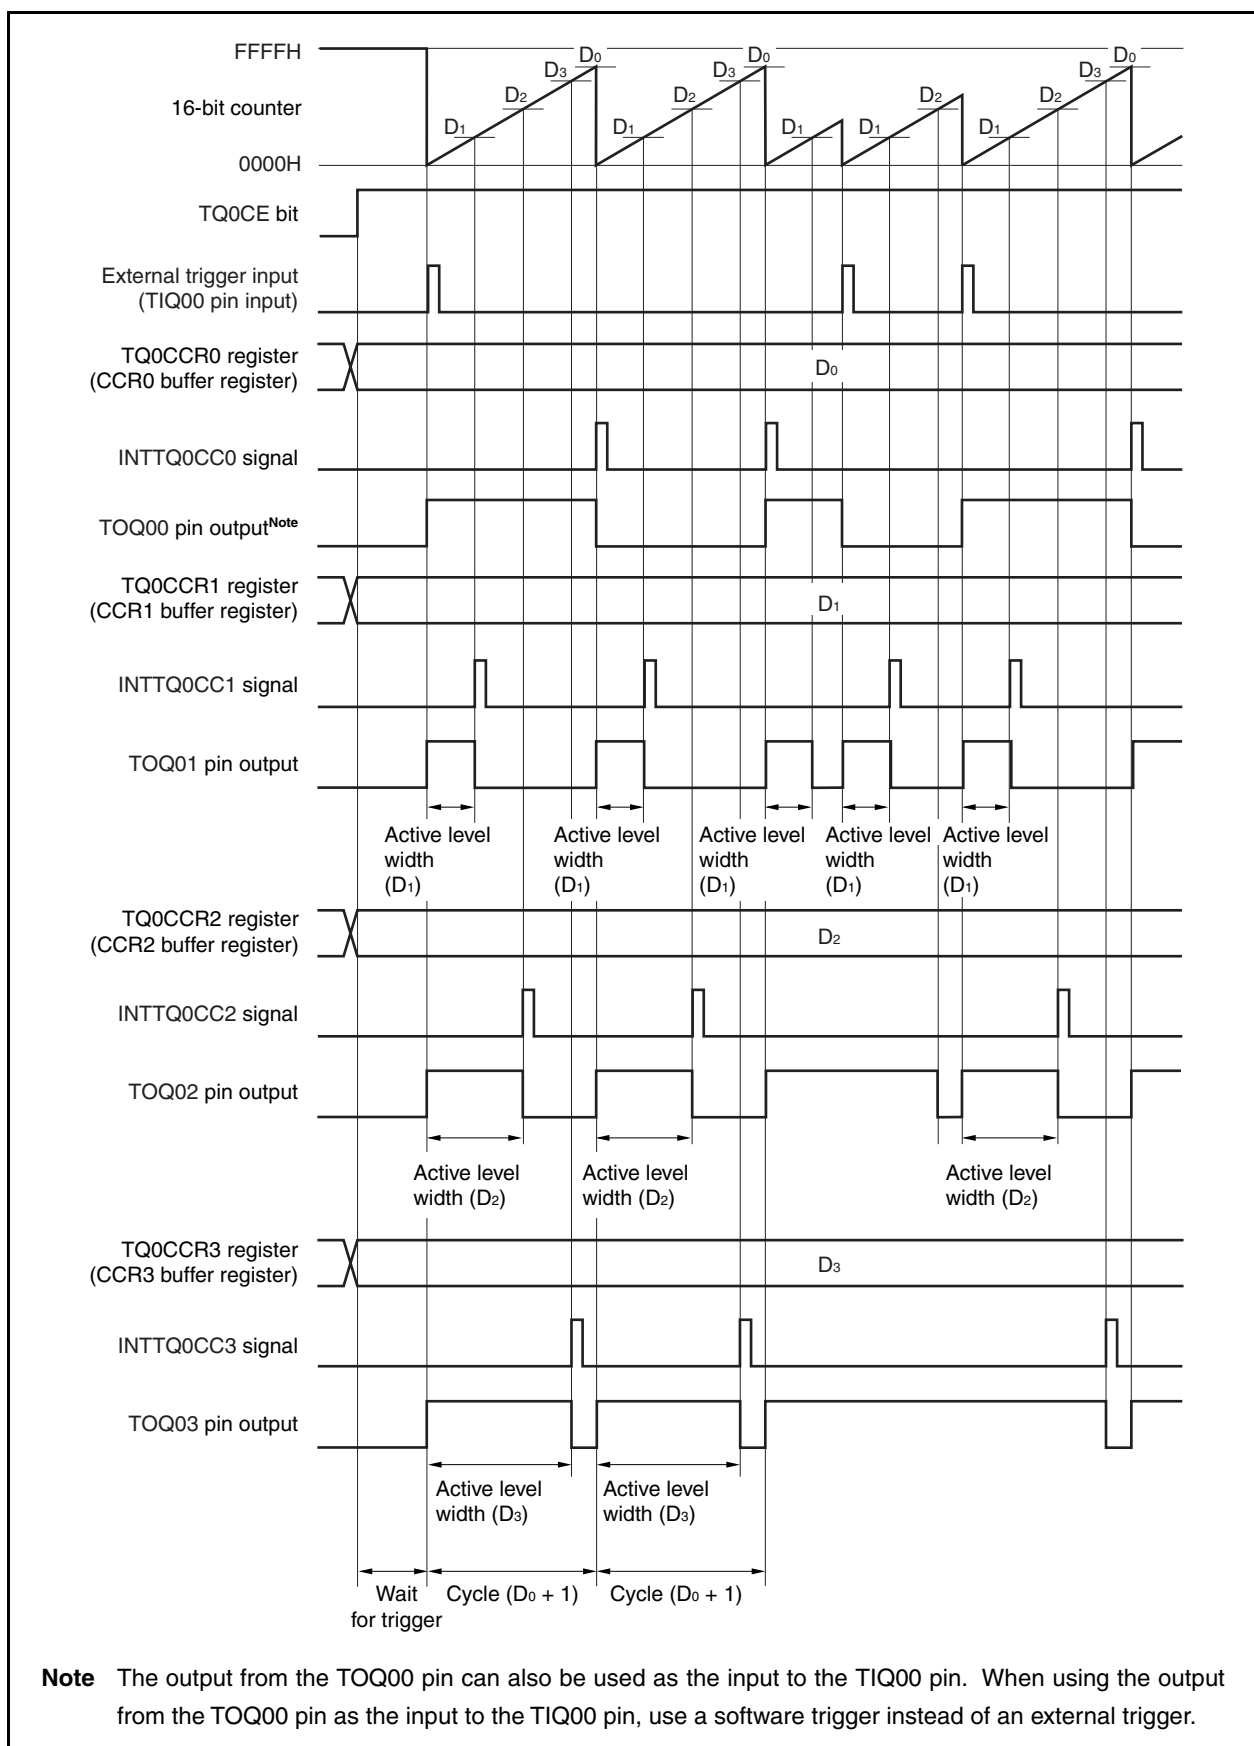 FFFFH
D0 D0 D0
D3 D3 D3
D2 D2 D2 D2
16-bit counter
D1 D1 D1 D1 D1
0000H
TQ0CE bit
External trigger input
(TIQ00 pin input)
TQ0CCR0 register
(CCR0 buffer register)
D0
INTTQ0CC0 signal
TOQ00 pin outputNote
TQ0CCR1 register
(CCR1 buffer register)
D1
INTTQ0CC1 signal
TOQ01 pin output
Active level Active level Active level Active level Active level
width width width width width
(D1) (D1) (D1) (D1) (D1)
TQ0CCR2 register
(CCR2 buffer register)
D2
INTTQ0CC2 signal
TOQ02 pin output
Active level Active level Active level
width (D2) width (D2) width (D2)
TQ0CCR3 register
(CCR3 buffer register)
D3
INTTQ0CC3 signal
TOQ03 pin output
Active level Active level
width (D3) width (D3)
Wait Cycle (D0 + 1) Cycle (D0 + 1)
for trigger
Note The output from the TOQ00 pin can also be used as the input to the TIQ00 pin. When using the output
from the TOQ00 pin as the input to the TIQ00 pin, use a software trigger instead of an external trigger.